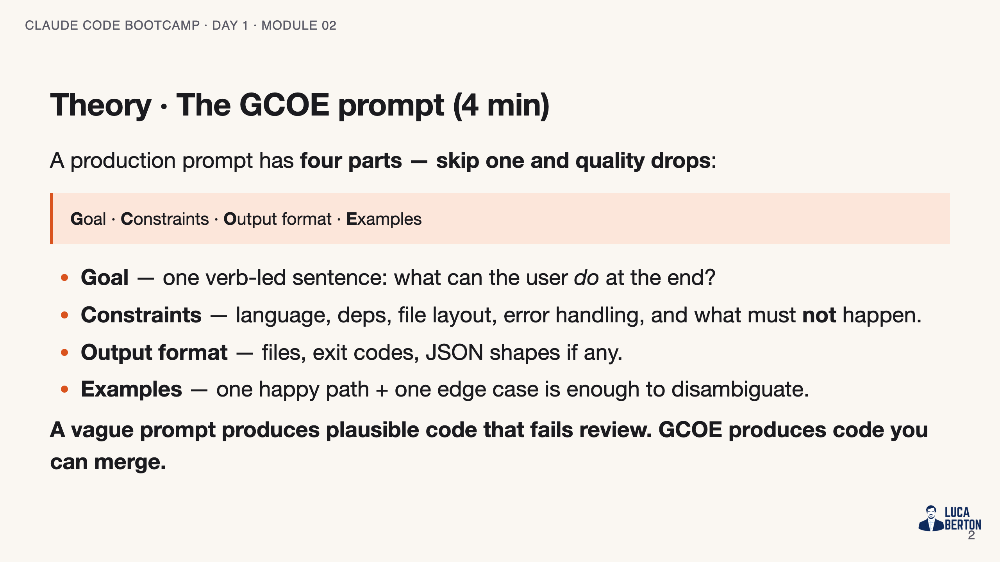 CLAUDE CODE BOOTCAMP · DAY 1 · MODULE 02
Theory · The GCOE prompt (4 min)
A production prompt has four parts — skip one and quality drops:
Goal · Constraints · Output format · Examples
• Goal — one verb-led sentence: what can the user do at the end?
• Constraints — language, deps, file layout, error handling, and what must not happen.
• Output format — files, exit codes, JSON shapes if any.
• Examples — one happy path + one edge case is enough to disambiguate.
A vague prompt produces plausible code that fails review. GCOE produces code you
can merge.
LUCA
BERTON
2